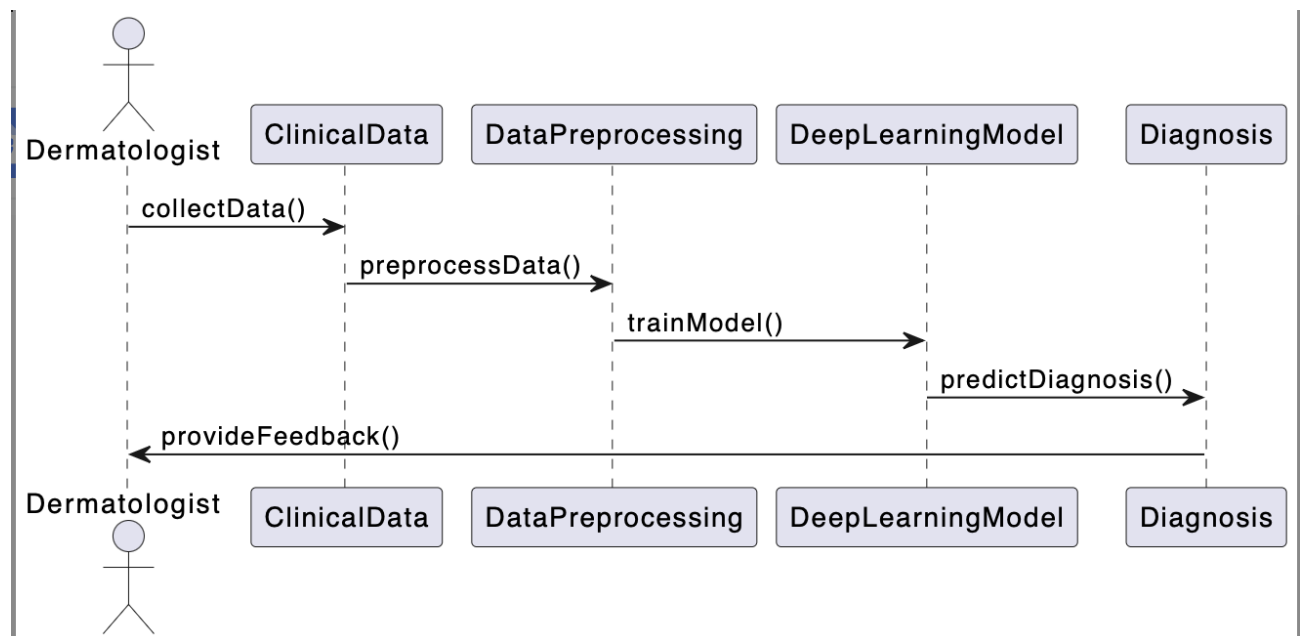 ClinicalData
DataPreprocessing
DeepLearningModel
Diagnosis
Dermatologist
collectData()
preprocessData()
trainModel()
predictDiagnosis()
provideFeedback()
Dermatologist
ClinicalData
DataPreprocessing
DeepLearningModel
Diagnosis